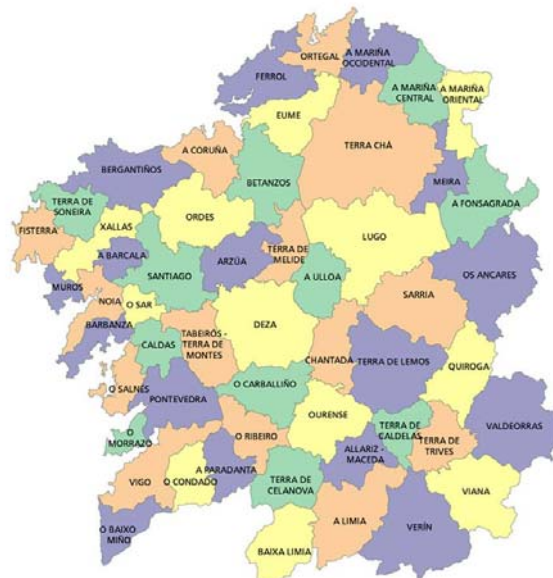 ORTEGAL
A MARIÑA
OCCIDENTAL
FERROL
A MARIÑA
CENTRAL
A MARIÑA
ORIENTAL
EUME
A CORUÑA
TERRA CHÁ
BERGANTIÑOS
BETANZOS
MEIRA
TERRA DE
SONEIRA
A FONSAGRADA
ORDES
XALLAS
FISTERRA
LUGO
A BARCALA
ARZÚA
TERRA DE
MELIDE
SANTIAGO
A ULLOA
OS ANCARES
MUROS
NOIA
O SAR
SARRIA
BARBANZA
DEZA
TABEIRÓS -
TERRA DE
MONTES
CALDAS
CHANTADA
TERRA DE LEMOS
QUIROGA
O SALNÉS
O CARBALLIÑO
PONTEVEDRA
OURENSE
TERRA DE
CALDELAS
VALDEORRAS
O
MORRAZO
O RIBEIRO
TERRA DE
TRIVES
ALLARIZ -
MACEDA
A PARADANTA
VIGO
O CONDADO
TERRA DE
CELANOVA
VIANA
O BAIXO
MIÑO
A LIMIA
VERÍN
BAIXA LIMIA